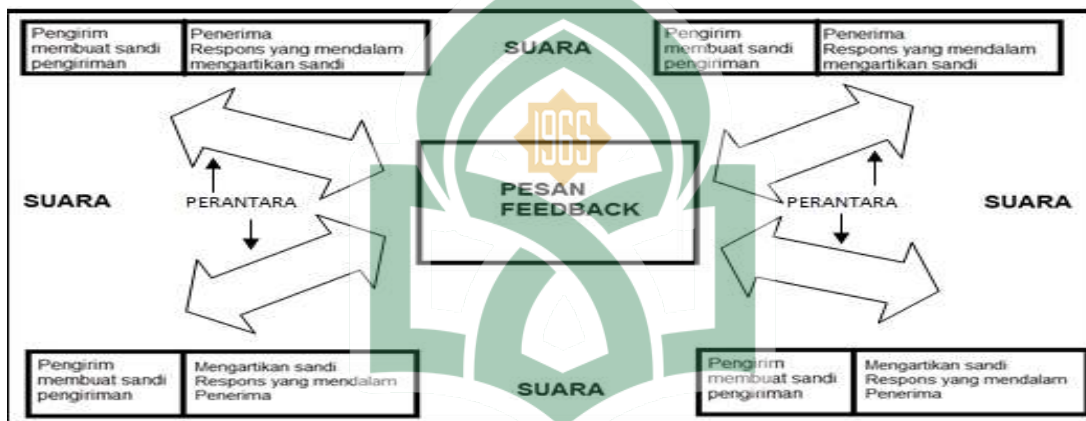 Pengirim
membuat sandi
pengiriman
Penerima
Respons yang mendalam
mengartikan sandi
SUARA
Pengirim
membuat sandi
pengiriman
Penerima
Respons yang mendalam
mengartikan sandi
1965
SUARA
PERANTARA
PESAN
FEEDBACK
PERANTARA
SUARA
Pengirim
membuat sandi
pengiriman
Mengartikan sandi
Respons yang mendalam
Penerima
SUARA
Pengirim
membuat sandi
pengiriman
Mengartikan sandi
Respons yang mendalam
Penerima